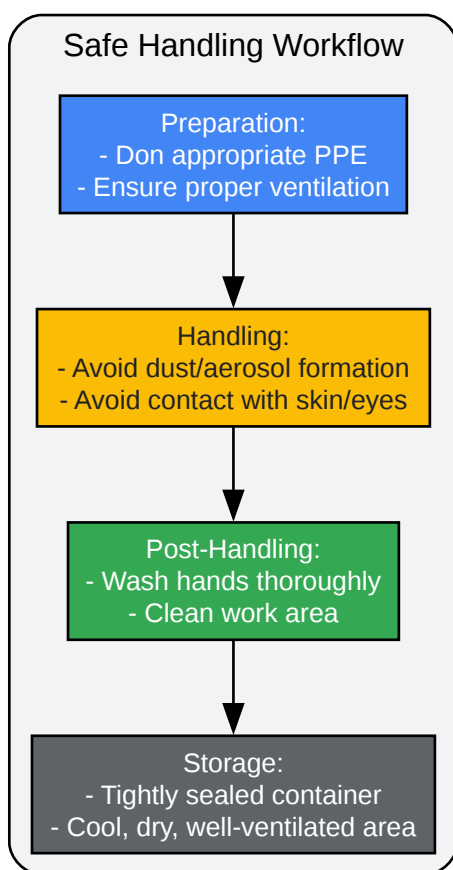 Safe Handling Workflow
Preparation:
- Don appropriate PPE
- Ensure proper ventilation
Handling:
- Avoid dust/aerosol formation
- Avoid contact with skin/eyes
Post-Handling:
- Wash hands thoroughly
- Clean work area
Storage:
- Tightly sealed container
- Cool, dry, well-ventilated area